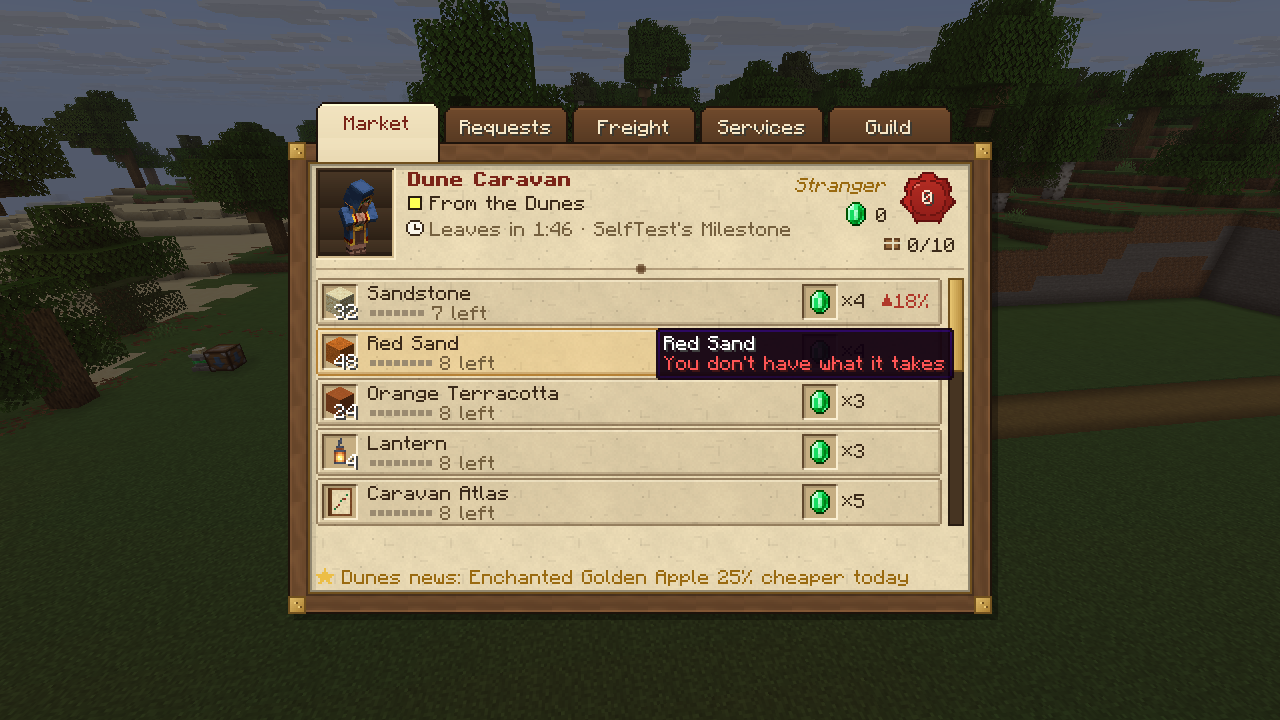 Market
Requests
Freight
Services
Guild
Dune Caravan
From the Dunes
Leaves in 1:46 · SelfTest's Milestone
Stranger
0
0
0/10
32
Sandstone
7 left
×4 ▲18%
48
Red Sand
8 left
Red Sand
You don't have what it takes
24
Orange Terracotta
8 left
×3
4
Lantern
8 left
×3
Caravan Atlas
8 left
×5
Dunes news: Enchanted Golden Apple 25% cheaper today